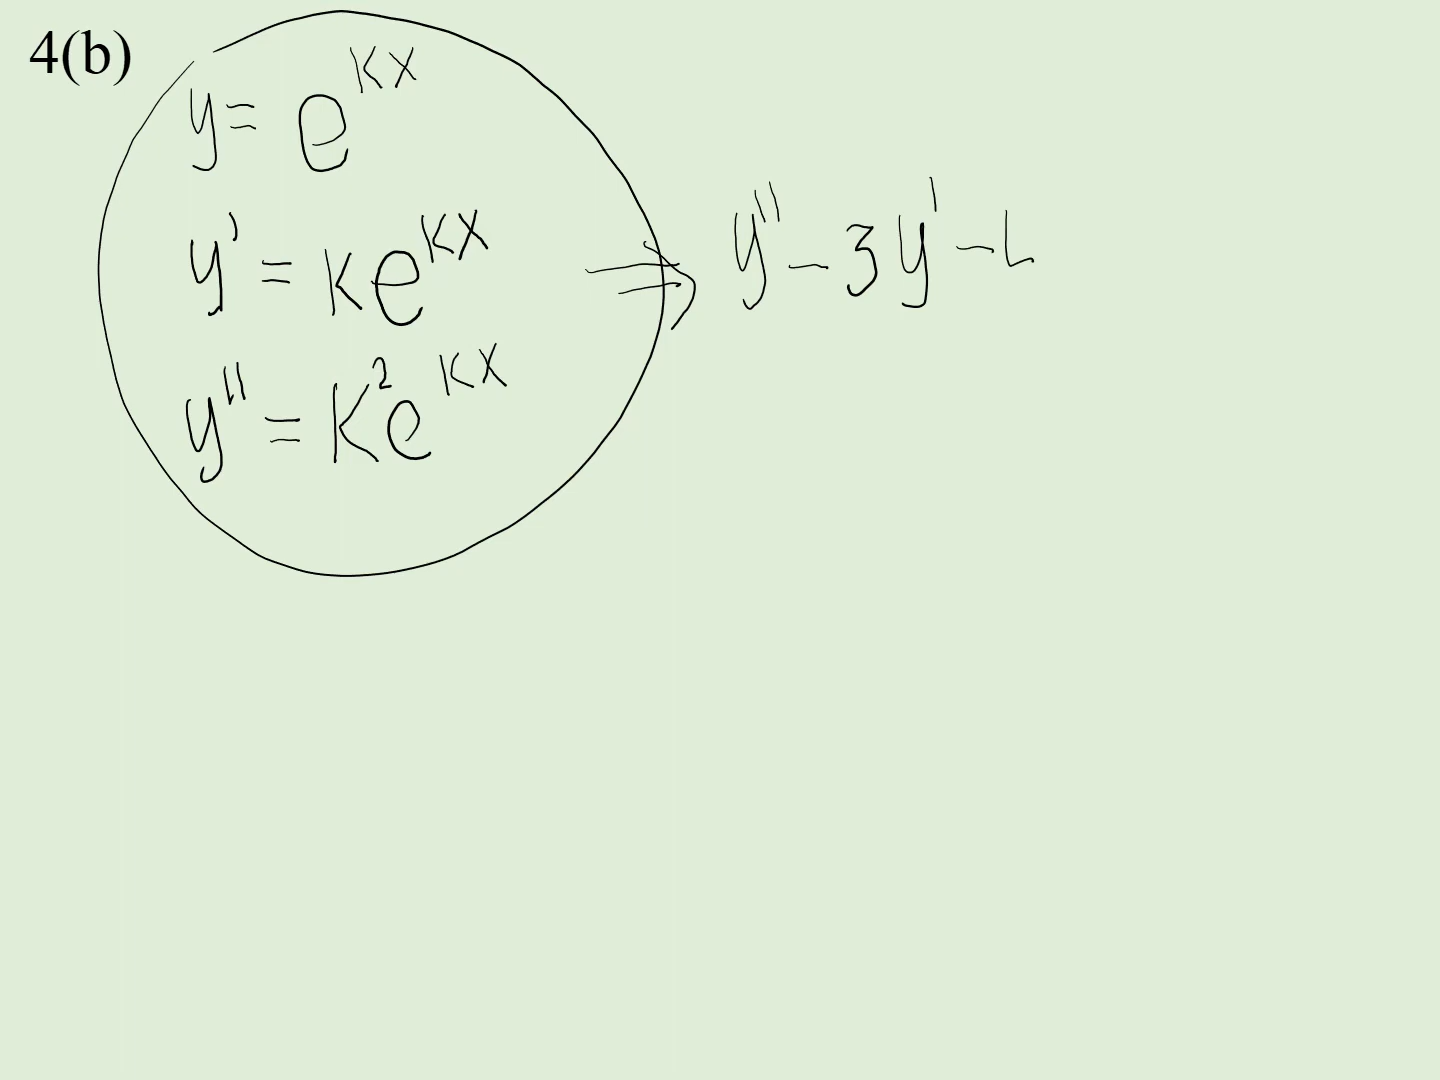 4(b)
y = e^{kx}
y' = ke^{kx}
y'' = k^2e^{kx}
⇒ y'' - 3y' -